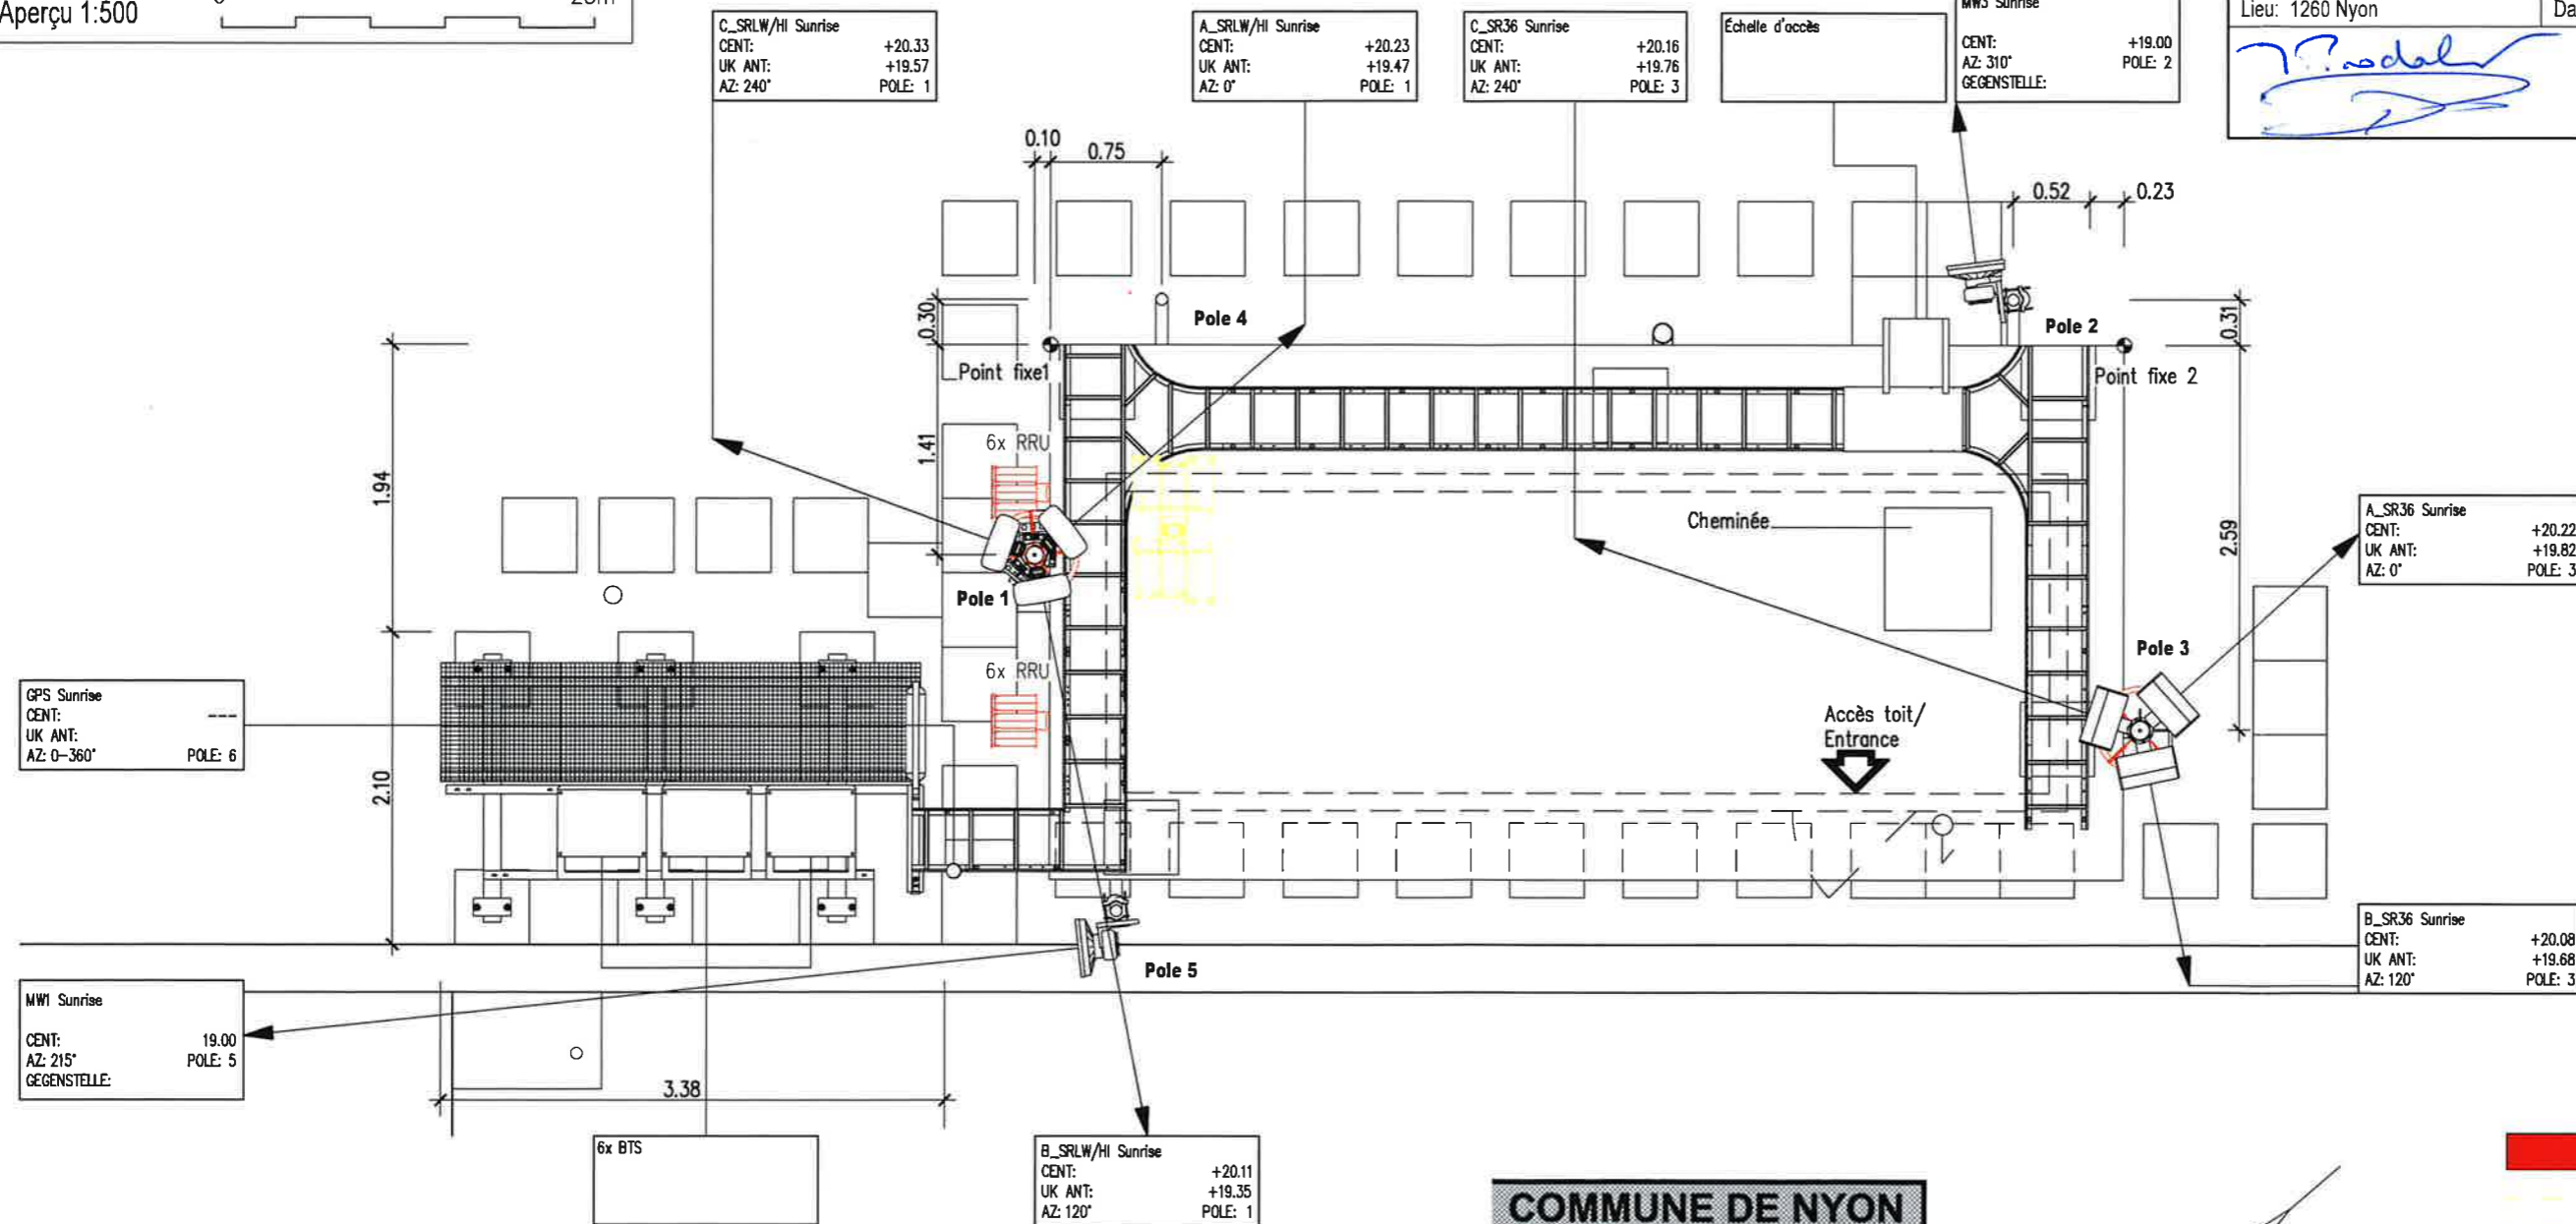 Aperçu 1:500
C_SRLW/HI Sunrise
CENT: +20.33
UK ANT: +19.57
AZ: 240° POLE: 1
A_SRLW/HI Sunrise
CENT: +20.23
UK ANT: +19.47
AZ: 0° POLE: 1
C_SR36 Sunrise
CENT: +20.16
UK ANT: +19.76
AZ: 240° POLE: 3
Échelle d'accès
MW3 Sunrise
CENT: +19.00
AZ: 310° POLE: 2
GEGENSTELLE:
Lieu: 1260 Nyon
Da
0.10
0.75
0.52
0.23
0.30
Pole 4
Pole 2
0.31
Point fixe1
Point fixe 2
1.41
6x RRU
1.94
Cheminée
2.59
A_SR36 Sunrise
CENT: +20.22
UK ANT: +19.82
AZ: 0° POLE: 3
Pole 1
Pole 3
6x RRU
GPS Sunrise
CENT: ---
UK ANT:
AZ: 0-360° POLE: 6
Accès toit/
Entrance
2.10
B_SR36 Sunrise
CENT: +20.08
UK ANT: +19.68
AZ: 120° POLE: 3
Pole 5
MW1 Sunrise
CENT: 19.00
AZ: 215° POLE: 5
GEGENSTELLE:
3.38
6x BTS
B_SRLW/HI Sunrise
CENT: +20.11
UK ANT: +19.35
AZ: 120° POLE: 1
COMMUNE DE NYON